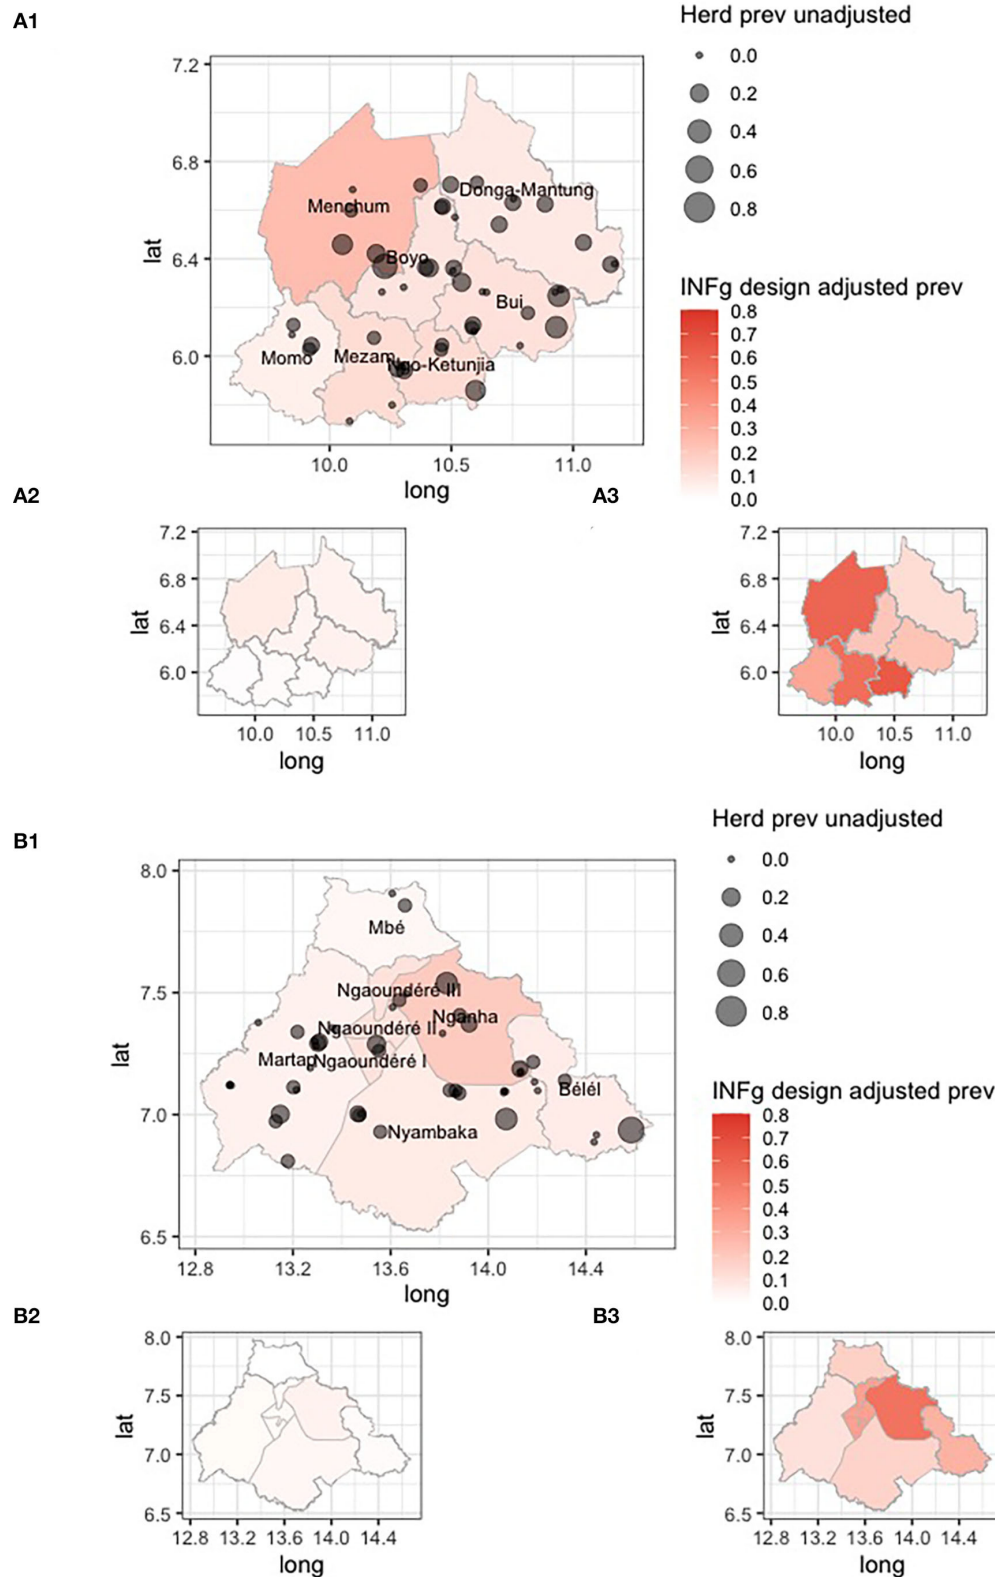 A1
Herd prev unadjusted
0.0
0.2
0.4
0.6
0.8
INFg design adjusted prev
0.8
0.7
0.6
0.5
0.4
0.3
0.2
0.1
0.0
7.2
6.8
6.4
6.0
lat
Menchum
Donga-Mantung
Boyo
Bui
Momo
Mezam
Ngo-Ketunjia
10.0 10.5 11.0
long
A2
7.2
6.8
6.4
6.0
lat
10.0 10.5 11.0
long
A3
7.2
6.8
6.4
6.0
lat
10.0 10.5 11.0
long
B1
Herd prev unadjusted
0.0
0.2
0.4
0.6
0.8
INFg design adjusted prev
0.8
0.7
0.6
0.5
0.4
0.3
0.2
0.1
0.0
8.0
7.5
7.0
6.5
lat
Mbé
Ngaoundéré III
Nganha
Ngaoundéré II
Martap
Ngaoundéré I
Bélél
Nyambaka
12.8 13.2 13.6 14.0 14.4
long
B2
8.0
7.5
7.0
6.5
lat
12.8 13.2 13.6 14.0 14.4
long
B3
8.0
7.5
7.0
6.5
lat
12.8 13.2 13.6 14.0 14.4
long